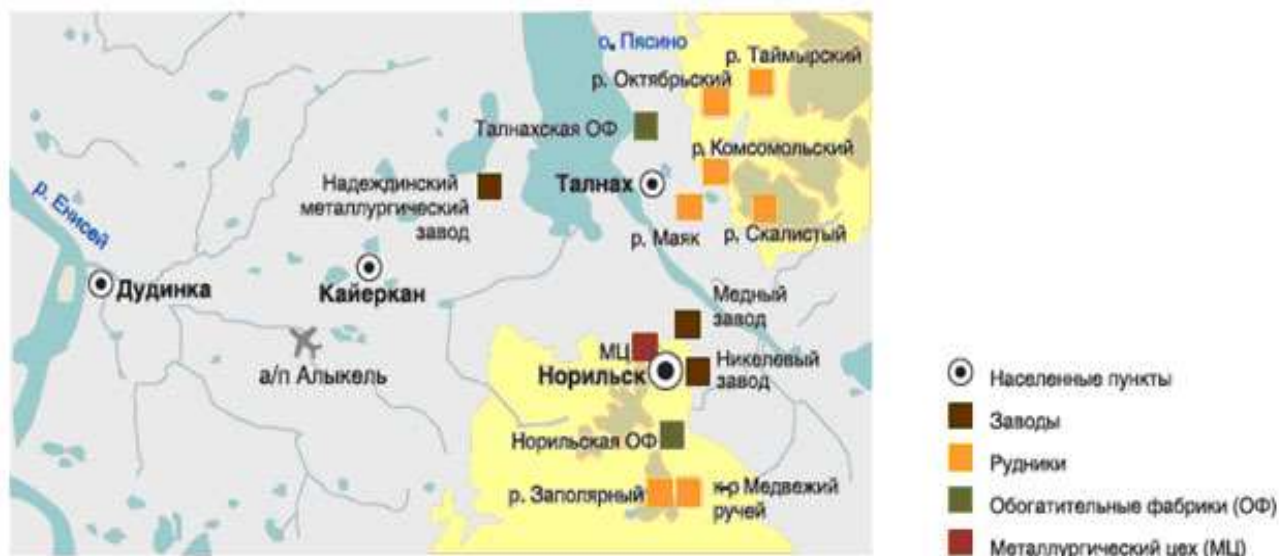 о. Пясино
р. Таймырский
р. Октябрьский
Талнахская ОФ
р. Комсомольский
Надеждинский
металлургический
завод
Талнах
р. Енисей
р. Маяк
р. Скалистый
Дудинка
Кайеркан
Медный
завод
МЦ
Никелевый
завод
а/п Алыкель
Норильск
Норильская ОФ
р. Заполярный
к-р Медвежий
ручей
Населенные пункты
Заводы
Рудники
Обогатительные фабрики (ОФ)
Металлургический цех (МЦ)